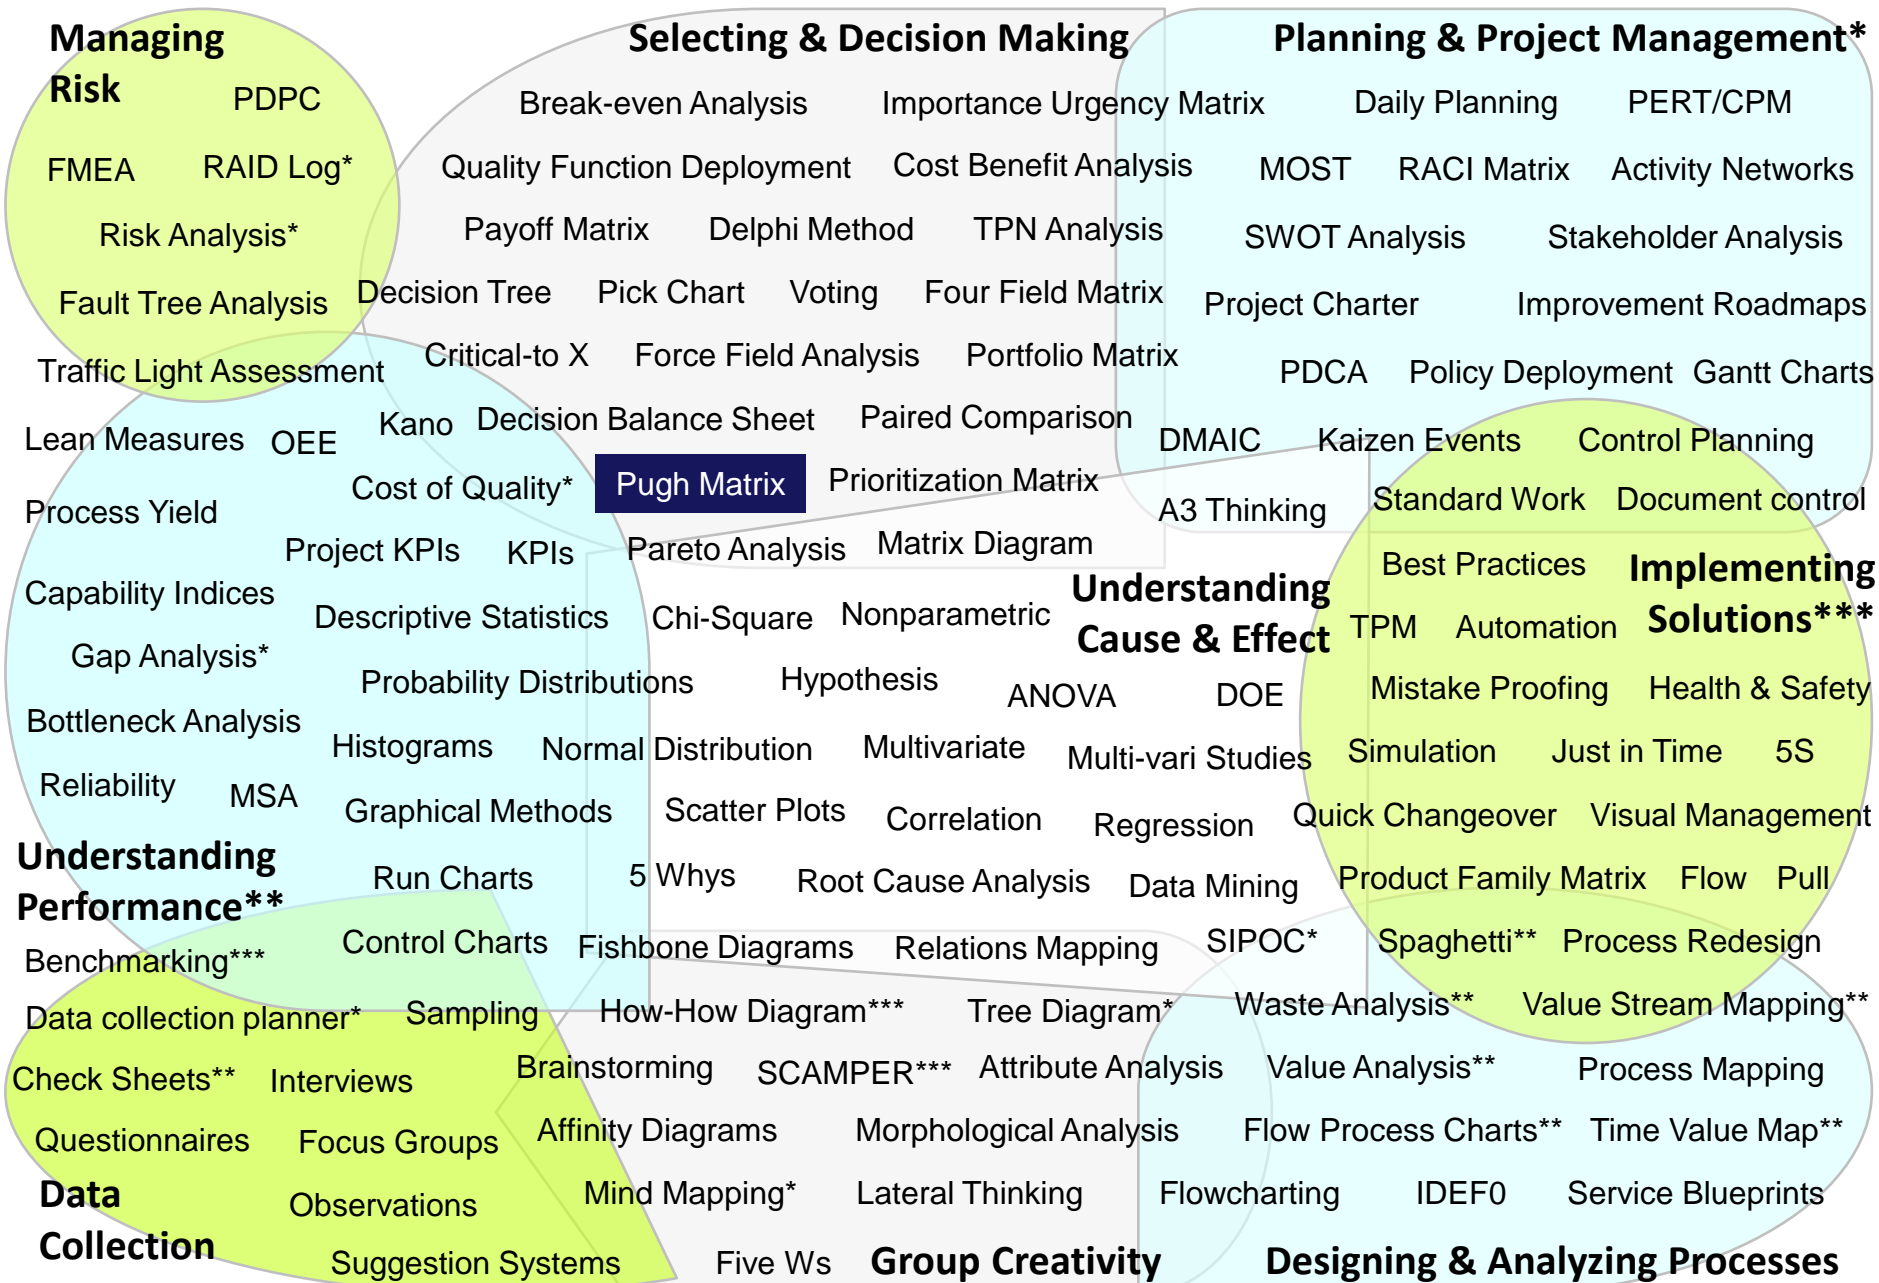 Managing
Risk
Selecting & Decision Making
Planning & Project Management*
PDPC
Break-even Analysis
Importance Urgency Matrix
Daily Planning
PERT/CPM
FMEA
RAID Log*
Quality Function Deployment
Cost Benefit Analysis
MOST
RACI Matrix
Activity Networks
Risk Analysis*
Payoff Matrix
Delphi Method
TPN Analysis
SWOT Analysis
Stakeholder Analysis
Fault Tree Analysis
Decision Tree
Pick Chart
Voting
Four Field Matrix
Project Charter
Improvement Roadmaps
Traffic Light Assessment
Critical-to X
Force Field Analysis
Portfolio Matrix
PDCA
Policy Deployment
Gantt Charts
Lean Measures
OEE
Kano
Decision Balance Sheet
Paired Comparison
DMAIC
Kaizen Events
Control Planning
Cost of Quality*
Pugh Matrix
Prioritization Matrix
A3 Thinking
Standard Work
Document control
Process Yield
Project KPIs
KPIs
Pareto Analysis
Matrix Diagram
Best Practices
Implementing
Solutions***
Capability Indices
Descriptive Statistics
Chi-Square
Nonparametric
Understanding
Cause & Effect
TPM
Automation
Gap Analysis*
Probability Distributions
Hypothesis
ANOVA
DOE
Mistake Proofing
Health & Safety
Bottleneck Analysis
Histograms
Normal Distribution
Multivariate
Multi-vari Studies
Simulation
Just in Time
5S
Reliability
MSA
Graphical Methods
Scatter Plots
Correlation
Regression
Quick Changeover
Visual Management
Understanding
Performance**
Run Charts
5 Whys
Root Cause Analysis
Data Mining
Product Family Matrix
Flow
Pull
Benchmarking***
Control Charts
Fishbone Diagrams
Relations Mapping
SIPOC*
Spaghetti**
Process Redesign
Data collection planner*
Sampling
How-How Diagram***
Tree Diagram*
Waste Analysis**
Value Stream Mapping**
Check Sheets**
Interviews
Brainstorming
SCAMPER***
Attribute Analysis
Value Analysis**
Process Mapping
Questionnaires
Focus Groups
Affinity Diagrams
Morphological Analysis
Flow Process Charts**
Time Value Map**
Data
Collection
Observations
Mind Mapping*
Lateral Thinking
Flowcharting
IDEF0
Service Blueprints
Suggestion Systems
Five Ws
Group Creativity
Designing & Analyzing Processes